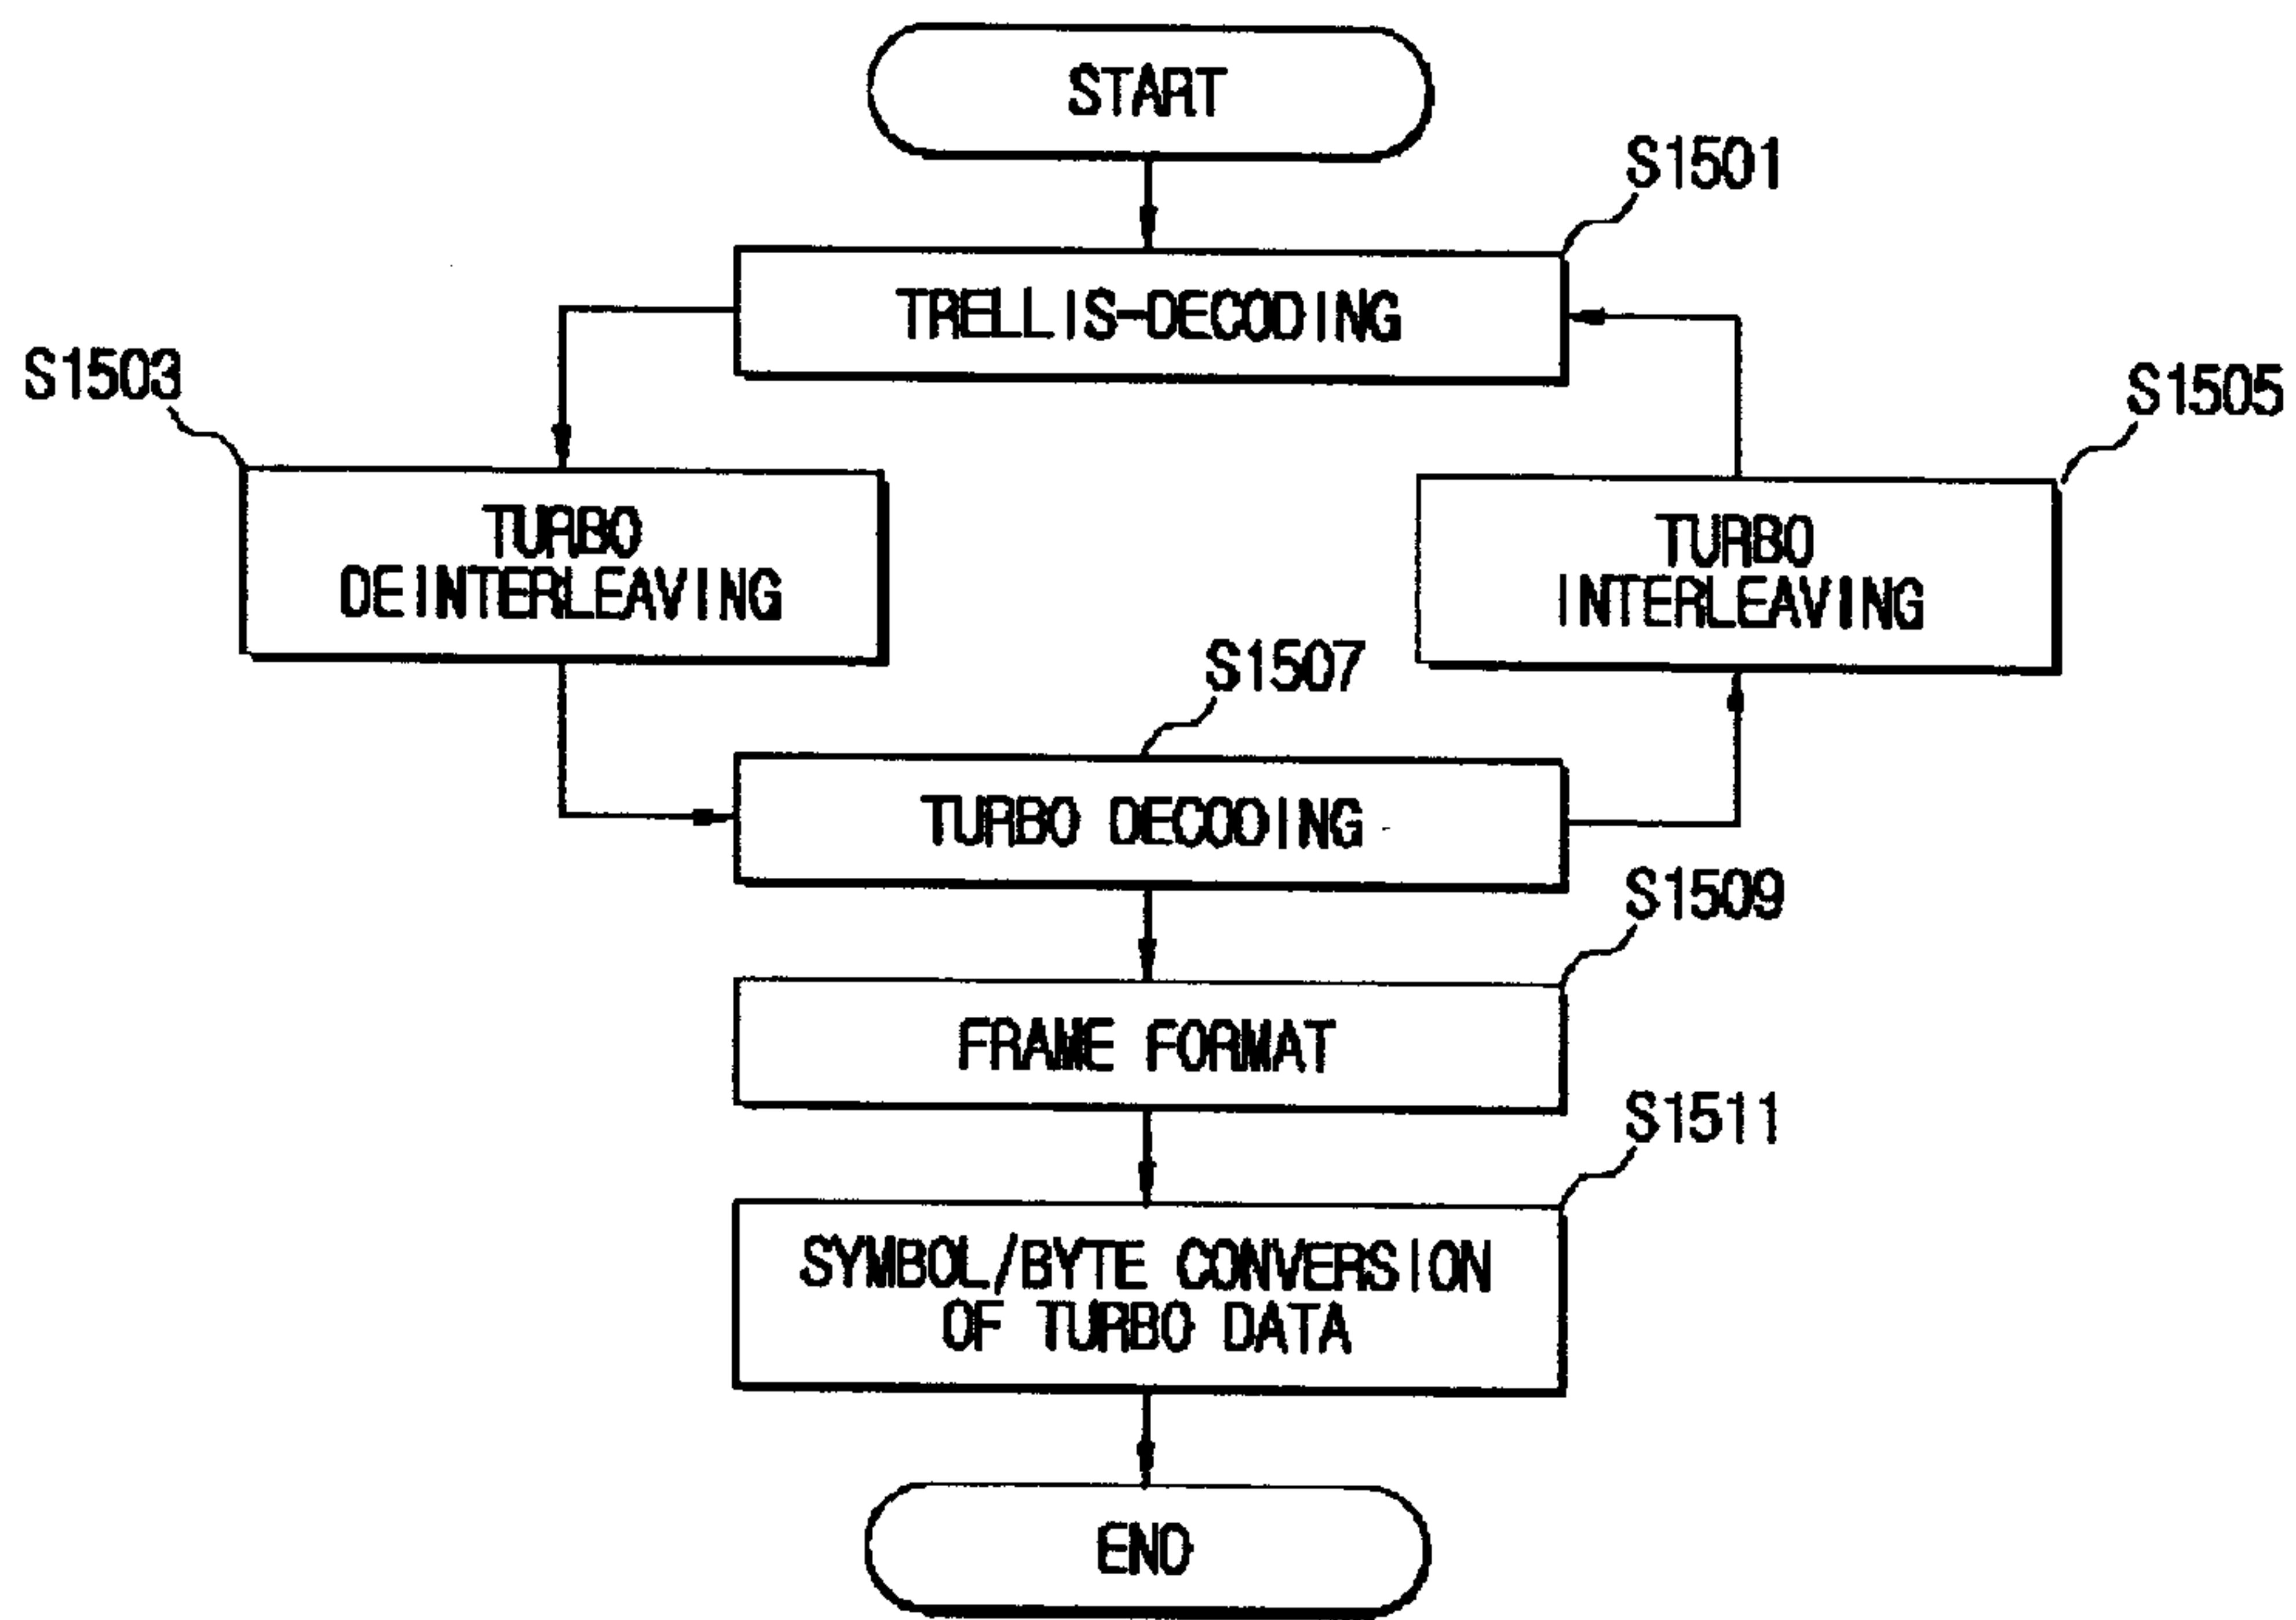 START
S1501
TRELLIS-DECODING
S1503
S1505
TURBO
DEINTERLEAVING
TURBO
INTERLEAVING
S1507
TURBO DECODING
S1509
FRAME FORMAT
S1511
SYMBOL/BYTE CONVERSION
OF TURBO DATA
END